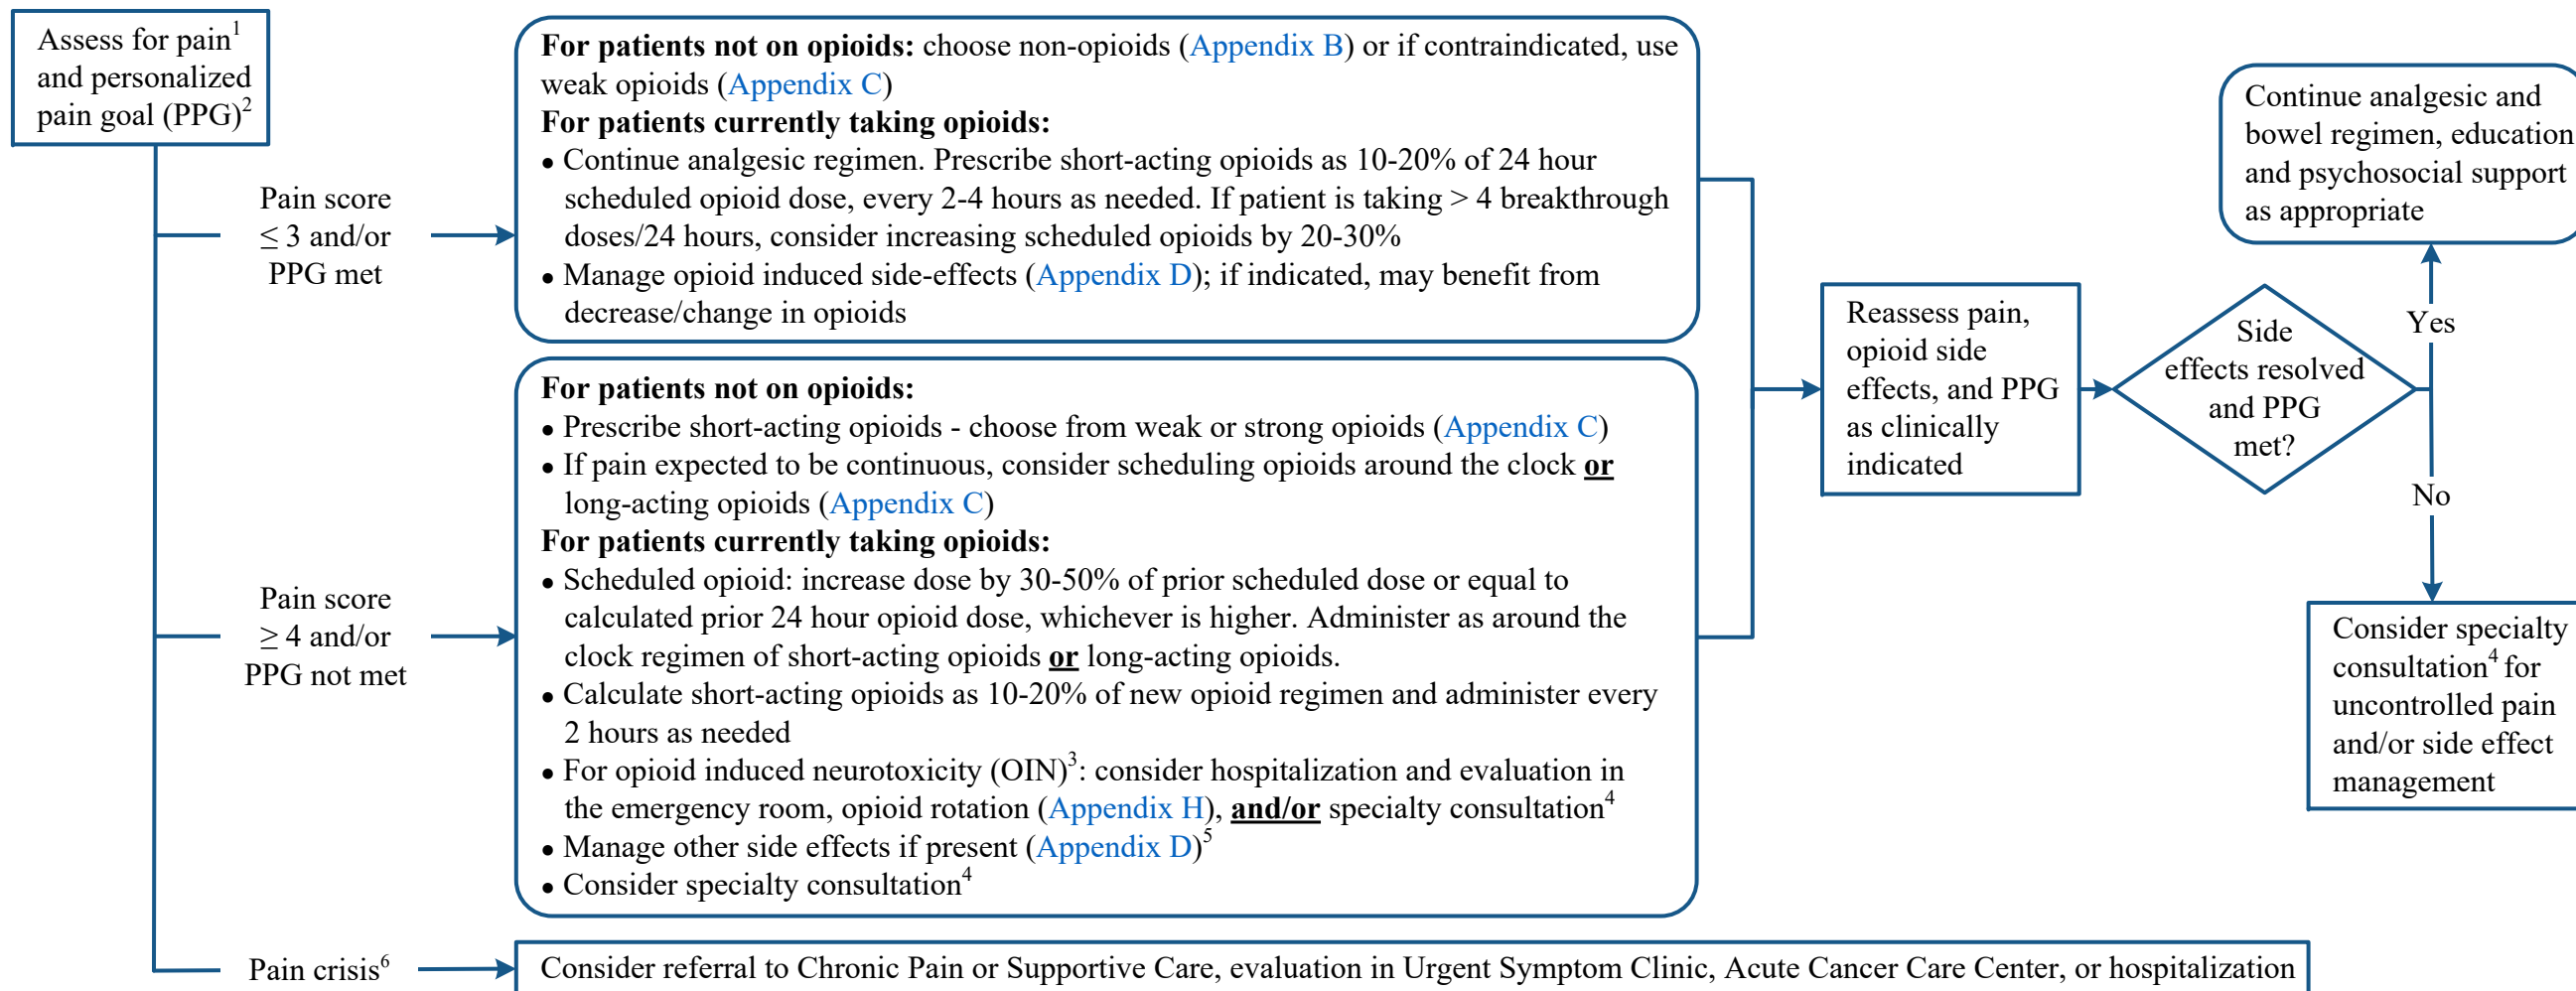 Assess for pain¹
and personalized
pain goal (PPG)²
Pain score
≤ 3 and/or
PPG met
For patients not on opioids: choose non-opioids (Appendix B) or if contraindicated, use
weak opioids (Appendix C)
For patients currently taking opioids:
● Continue analgesic regimen. Prescribe short-acting opioids as 10-20% of 24 hour
scheduled opioid dose, every 2-4 hours as needed. If patient is taking > 4 breakthrough
doses/24 hours, consider increasing scheduled opioids by 20-30%
● Manage opioid induced side-effects (Appendix D); if indicated, may benefit from
decrease/change in opioids
Pain score
≥ 4 and/or
PPG not met
For patients not on opioids:
● Prescribe short-acting opioids - choose from weak or strong opioids (Appendix C)
● If pain expected to be continuous, consider scheduling opioids around the clock or
long-acting opioids (Appendix C)
For patients currently taking opioids:
● Scheduled opioid: increase dose by 30-50% of prior scheduled dose or equal to
calculated prior 24 hour opioid dose, whichever is higher. Administer as around the
clock regimen of short-acting opioids or long-acting opioids.
● Calculate short-acting opioids as 10-20% of new opioid regimen and administer every
2 hours as needed
● For opioid induced neurotoxicity (OIN)³: consider hospitalization and evaluation in
the emergency room, opioid rotation (Appendix H), and/or specialty consultation⁴
● Manage other side effects if present (Appendix D)⁵
● Consider specialty consultation⁴
Pain crisis⁶
Consider referral to Chronic Pain or Supportive Care, evaluation in Urgent Symptom Clinic, Acute Cancer Care Center, or hospitalization
Reassess pain,
opioid side
effects, and PPG
as clinically
indicated
Side
effects resolved
and PPG
met?
Yes
Continue analgesic and
bowel regimen, education
and psychosocial support
as appropriate
No
Consider specialty
consultation⁴ for
uncontrolled pain
and/or side effect
management